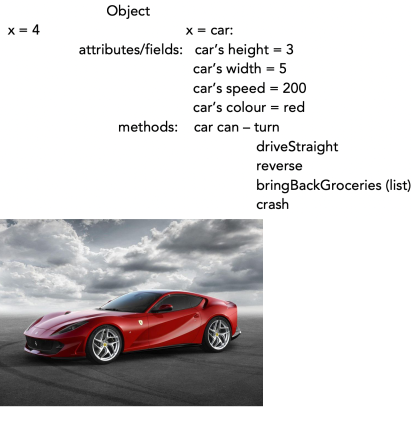 Object
x = 4 x = car:
attributes/fields: car's height = 3
car's width = 5
car's speed = 200
car's colour = red
methods: car can – turn
driveStraight
reverse
bringBackGroceries (list)
crash